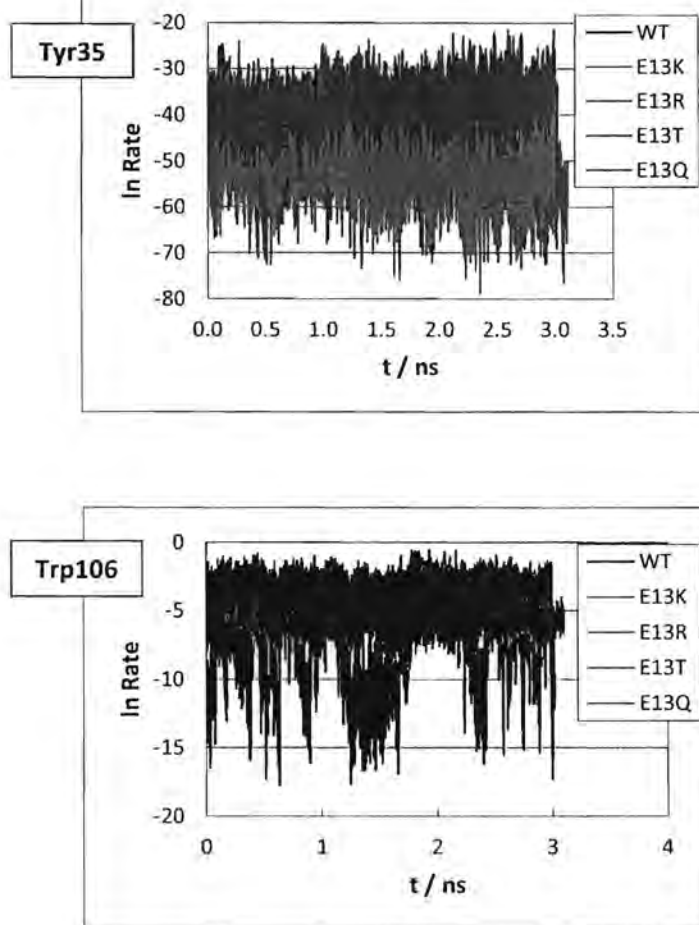 Tyr35
ln Rate
-20
-30
-40
-50
-60
-70
-80
0.0 0.5 1.0 1.5 2.0 2.5 3.0 3.5
t / ns
WT
E13K
E13R
E13T
E13Q
Trp106
ln Rate
0
-5
-10
-15
-20
0 1 2 3 4
t / ns
WT
E13K
E13R
E13T
E13Q